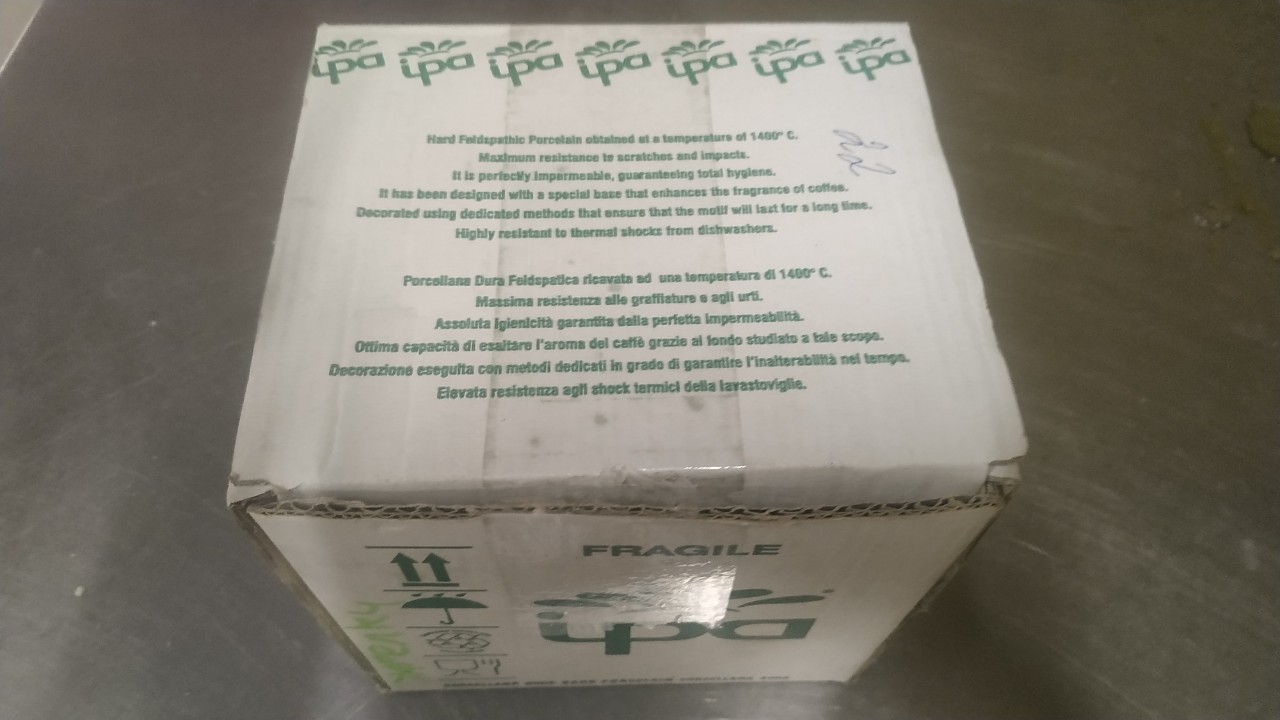 ipa ipa ipa ipa ipa ipa ipa
Hard Feldspathic Porcelain obtained at a temperature of 1400° C.
Maximum resistance to scratches and impacts.
It is perfectly impermeable, guaranteeing total hygiene.
It has been designed with a special base that enhances the fragrance of coffee.
Decorated using dedicated methods that ensure that the motif will last for a long time.
Highly resistant to thermal shocks from dishwashers.
22
Porcellana Dura Feldspatica ricavata ad una temperatura di 1400° C.
Massima resistenza alle graffiature e agli urti.
Assoluta igienicità garantita dalla perfetta impermeabilità.
Ottima capacità di esaltare l'aroma del caffè grazie al fondo studiato a tale scopo.
Decorazione eseguita con metodi dedicati in grado di garantire l'inalterabilità nel tempo.
Elevata resistenza agli shock termici della lavastoviglie.
FRAGILE
ipa